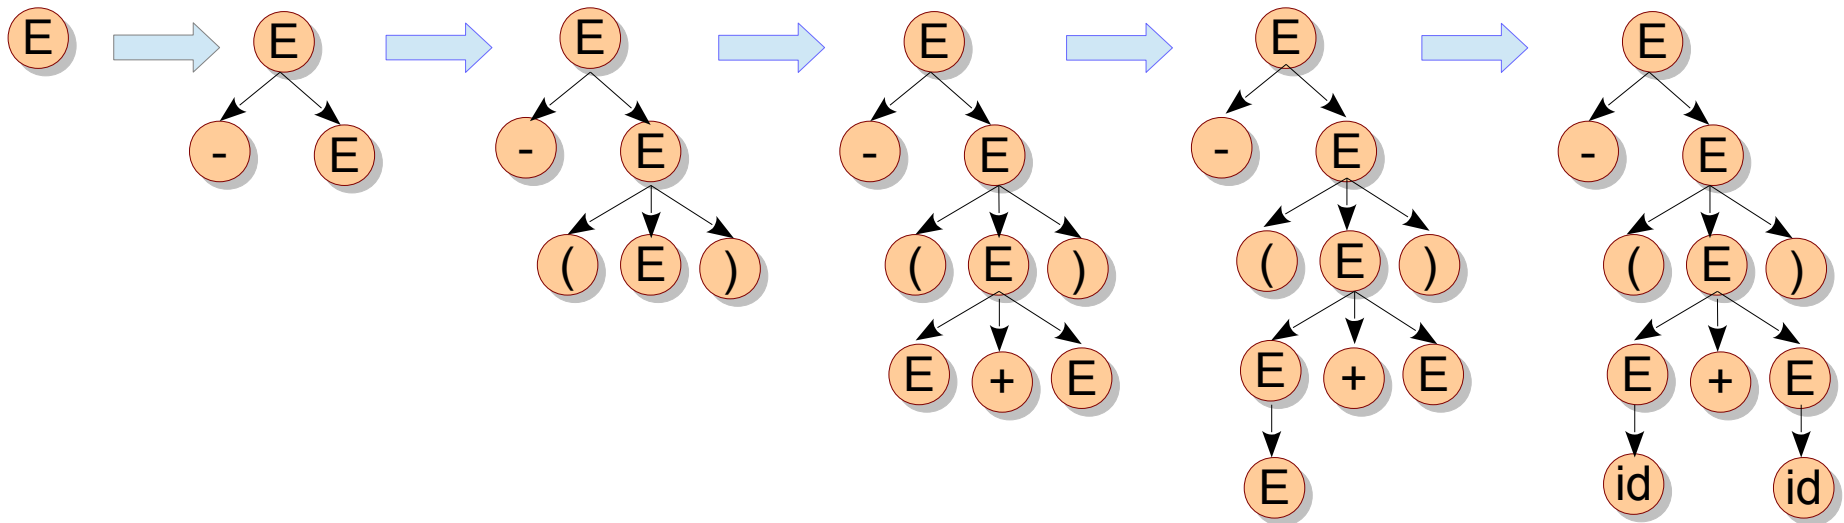 E E E E E E
- E - E - E - E - E
( E ) ( E ) ( E ) ( E )
E + E E + E E + E
E id id